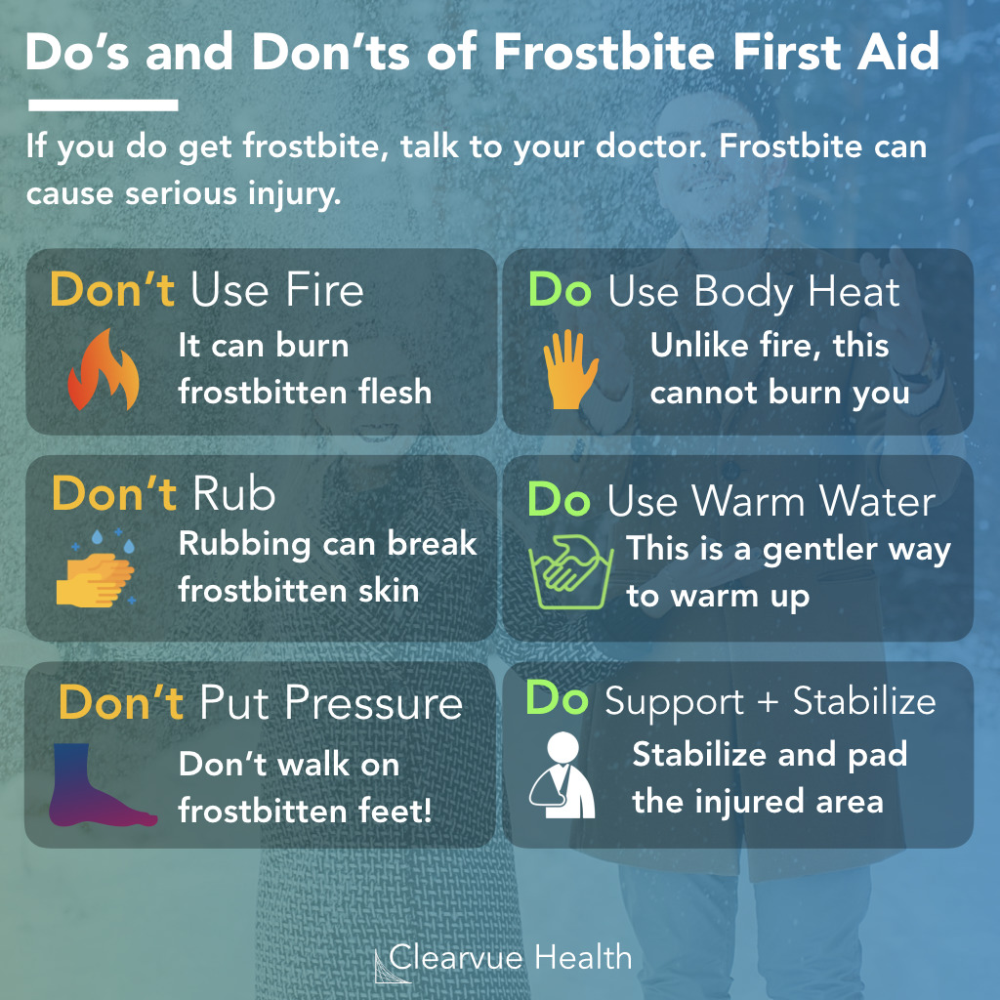 Do’s and Don’ts of Frostbite First Aid
If you do get frostbite, talk to your doctor. Frostbite can
cause serious injury.
Don’t Use Fire
It can burn
frostbitten flesh
Do Use Body Heat
Unlike fire, this
cannot burn you
Don’t Rub
Rubbing can break
frostbitten skin
Do Use Warm Water
This is a gentler way
to warm up
Don’t Put Pressure
Don’t walk on
frostbitten feet!
Do Support + Stabilize
Stabilize and pad
the injured area
Clearvue Health